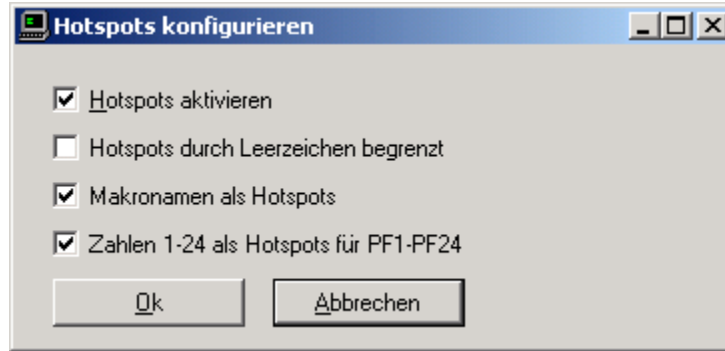 Hotspots konfigurieren
Hotspots aktivieren
Hotspots durch Leerzeichen begrenzt
Makronamen als Hotspots
Zahlen 1-24 als Hotspots für PF1-PF24
Ok Abbrechen